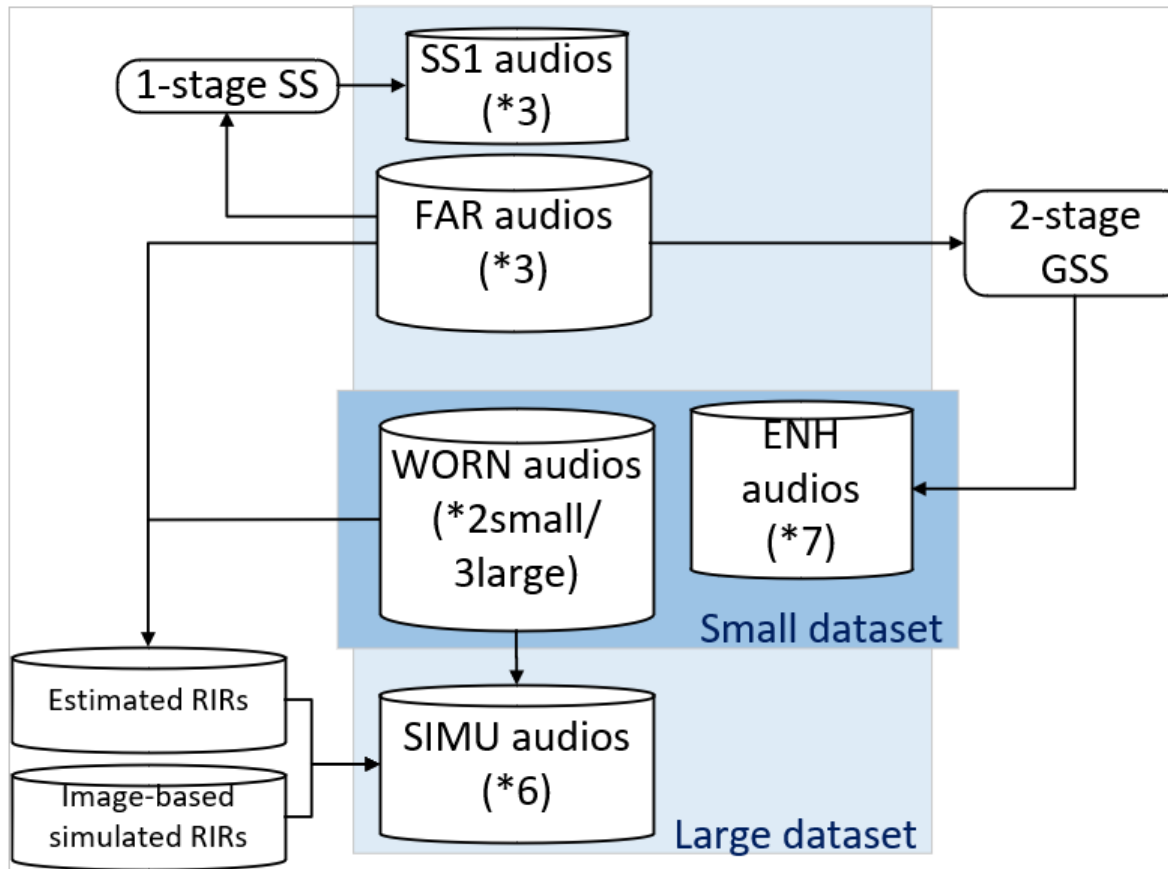 SS1 audios
(*3)
1-stage SS
FAR audios
(*3)
2-stage
GSS
WORN audios
(*2small/
3large)
ENH
audios
(*7)
Small dataset
Estimated RIRs
SIMU audios
(*6)
Image-based
simulated RIRs
Large dataset